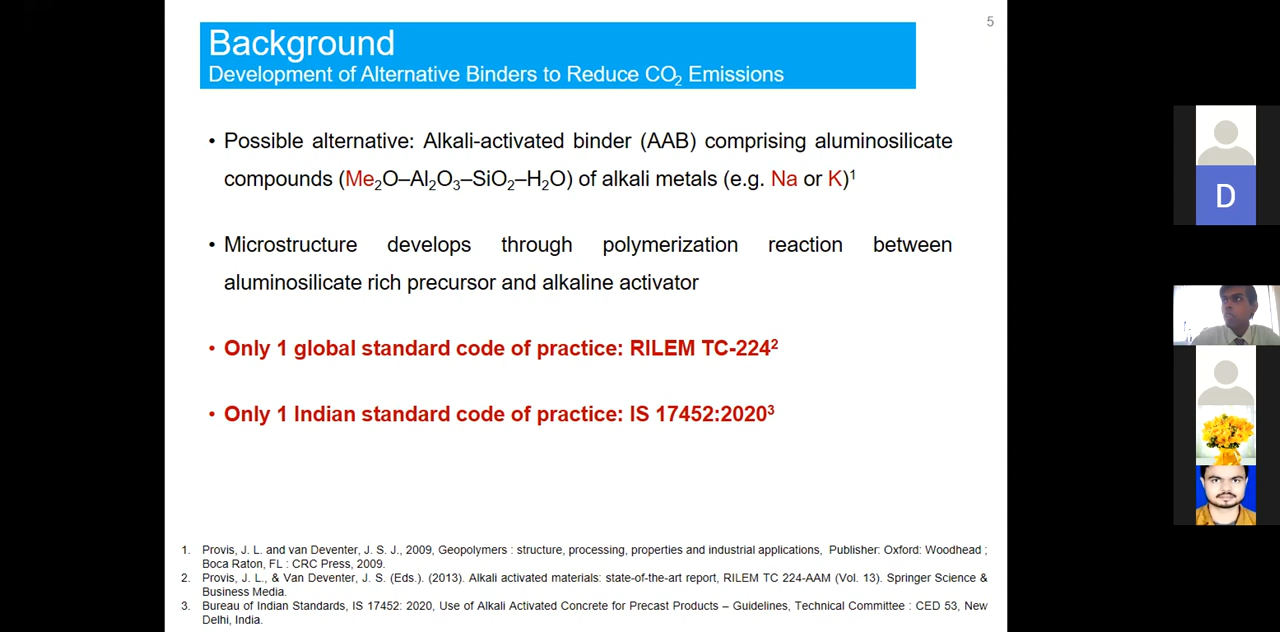 5
Background
Development of Alternative Binders to Reduce CO₂ Emissions
• Possible alternative: Alkali-activated binder (AAB) comprising aluminosilicate
compounds (Me₂O–Al₂O₃–SiO₂–H₂O) of alkali metals (e.g. Na or K)¹
• Microstructure develops through polymerization reaction between
aluminosilicate rich precursor and alkaline activator
• Only 1 global standard code of practice: RILEM TC-224²
• Only 1 Indian standard code of practice: IS 17452:2020³
1. Provis, J. L. and van Deventer, J. S. J., 2009, Geopolymers : structure, processing, properties and industrial applications, Publisher: Oxford: Woodhead ;
Boca Raton, FL : CRC Press, 2009.
2. Provis, J. L., & Van Deventer, J. S. (Eds.). (2013). Alkali activated materials: state-of-the-art report, RILEM TC 224-AAM (Vol. 13). Springer Science &
Business Media.
3. Bureau of Indian Standards, IS 17452: 2020, Use of Alkali Activated Concrete for Precast Products – Guidelines, Technical Committee : CED 53, New
Delhi, India.
D